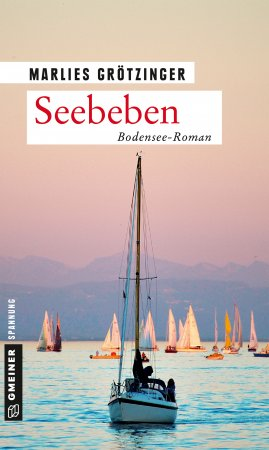 MARLIES GRÖTZINGER
Seebeben
Bodensee-Roman
GMEINER
SPANNUNG